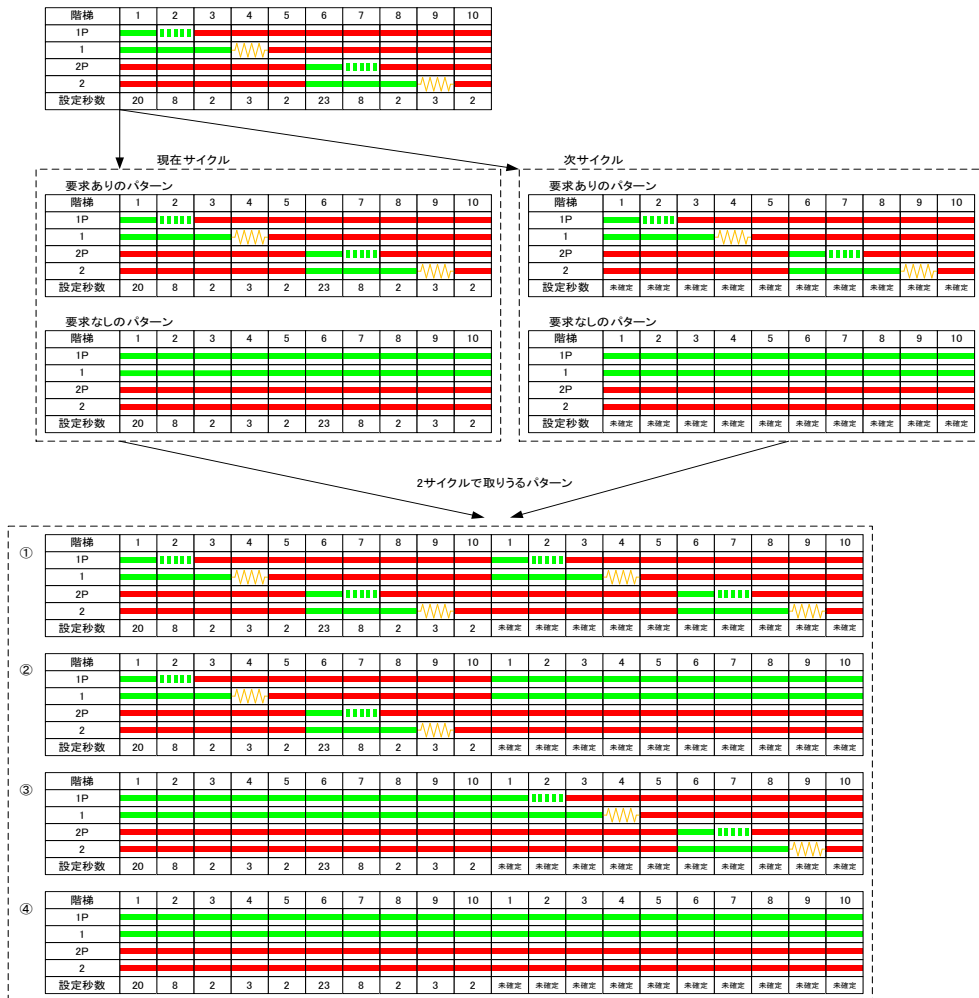 階梯 1 2 3 4 5 6 7 8 9 10
1P
1
2P
2
設定秒数 20 8 2 3 2 23 8 2 3 2
現在サイクル
要求ありのパターン
階梯 1 2 3 4 5 6 7 8 9 10
1P
1
2P
2
設定秒数 20 8 2 3 2 23 8 2 3 2
要求なしのパターン
階梯 1 2 3 4 5 6 7 8 9 10
1P
1
2P
2
設定秒数 20 8 2 3 2 23 8 2 3 2
次サイクル
要求ありのパターン
階梯 1 2 3 4 5 6 7 8 9 10
1P
1
2P
2
設定秒数 未確定 未確定 未確定 未確定 未確定 未確定 未確定 未確定 未確定 未確定
要求なしのパターン
階梯 1 2 3 4 5 6 7 8 9 10
1P
1
2P
2
設定秒数 未確定 未確定 未確定 未確定 未確定 未確定 未確定 未確定 未確定 未確定
2サイクルで取りうるパターン
①
階梯 1 2 3 4 5 6 7 8 9 10 1 2 3 4 5 6 7 8 9 10
1P
1
2P
2
設定秒数 20 8 2 3 2 23 8 2 3 2 未確定 未確定 未確定 未確定 未確定 未確定 未確定 未確定 未確定 未確定
②
階梯 1 2 3 4 5 6 7 8 9 10 1 2 3 4 5 6 7 8 9 10
1P
1
2P
2
設定秒数 20 8 2 3 2 23 8 2 3 2 未確定 未確定 未確定 未確定 未確定 未確定 未確定 未確定 未確定 未確定
③
階梯 1 2 3 4 5 6 7 8 9 10 1 2 3 4 5 6 7 8 9 10
1P
1
2P
2
設定秒数 20 8 2 3 2 23 8 2 3 2 未確定 未確定 未確定 未確定 未確定 未確定 未確定 未確定 未確定 未確定
④
階梯 1 2 3 4 5 6 7 8 9 10 1 2 3 4 5 6 7 8 9 10
1P
1
2P
2
設定秒数 20 8 2 3 2 23 8 2 3 2 未確定 未確定 未確定 未確定 未確定 未確定 未確定 未確定 未確定 未確定